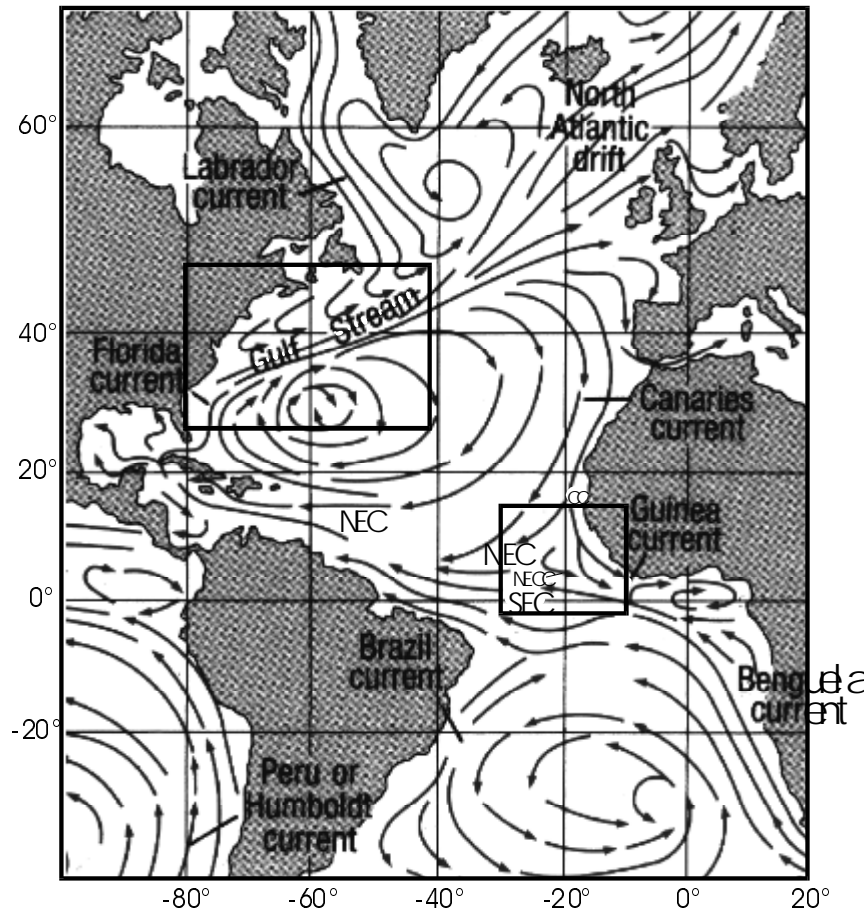 North
Atlantic
drift
60°
Labrador
current
40°
Gulf Stream
Florida
current
Canaries
current
20°
CC
Guinea
current
NEC
NEC
NECC
0°
SEC
Brazil
current
Benguela
current
-20°
Peru or
Humboldt
current
-80°
-60°
-40°
-20°
0°
20°